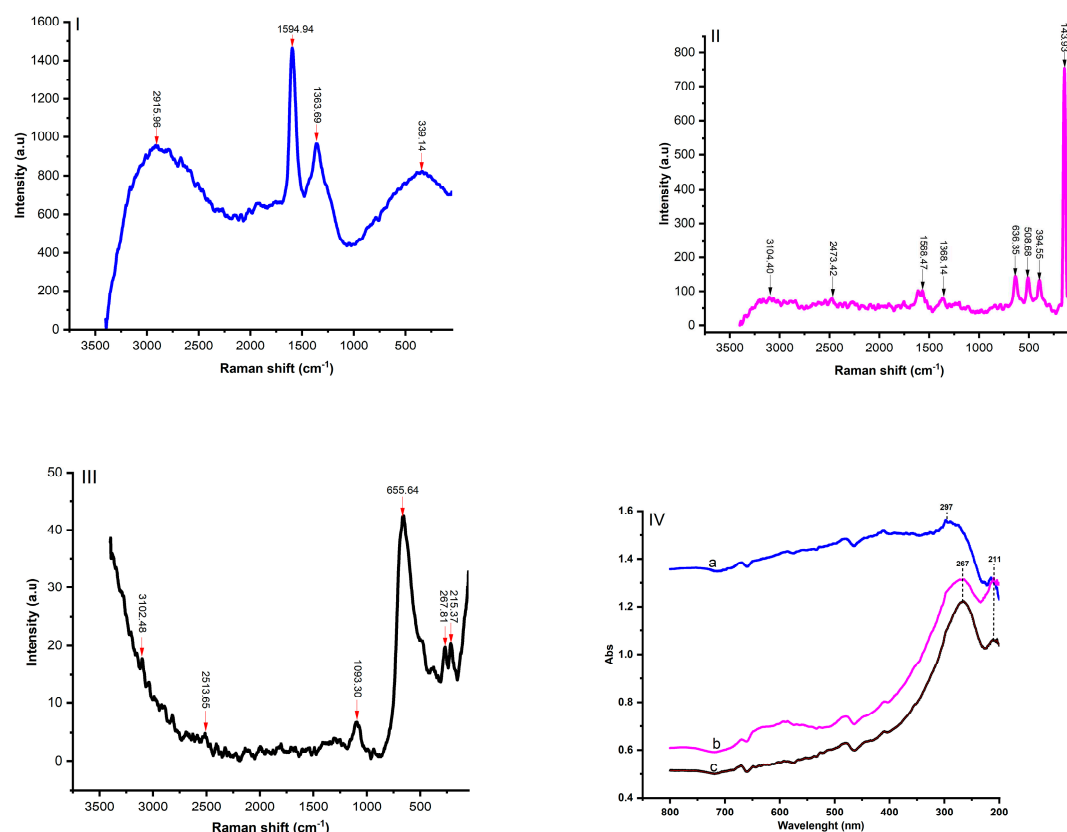 I
1600
1400
1200
1000
800
600
400
200
0
Intensity (a.u)
2915.96
1594.94
1363.69
339.14
3500 3000 2500 2000 1500 1000 500
Raman shift (cm⁻¹)
II
800
700
600
500
400
300
200
100
0
Intensity (a.u)
3104.40
2473.42
1568.47
1368.14
636.35
508.68
394.55
143.93
3500 3000 2500 2000 1500 1000 500
Raman shift (cm⁻¹)
III
50
40
30
20
10
0
Intensity (a.u)
3102.48
2513.65
1093.30
655.64
267.81
215.37
3500 3000 2500 2000 1500 1000 500
Raman shift (cm⁻¹)
IV
1.6
1.4
1.2
1.0
0.8
0.6
0.4
Abs
297
267
211
a
b
c
800 700 600 500 400 300 200
Wavelenght (nm)